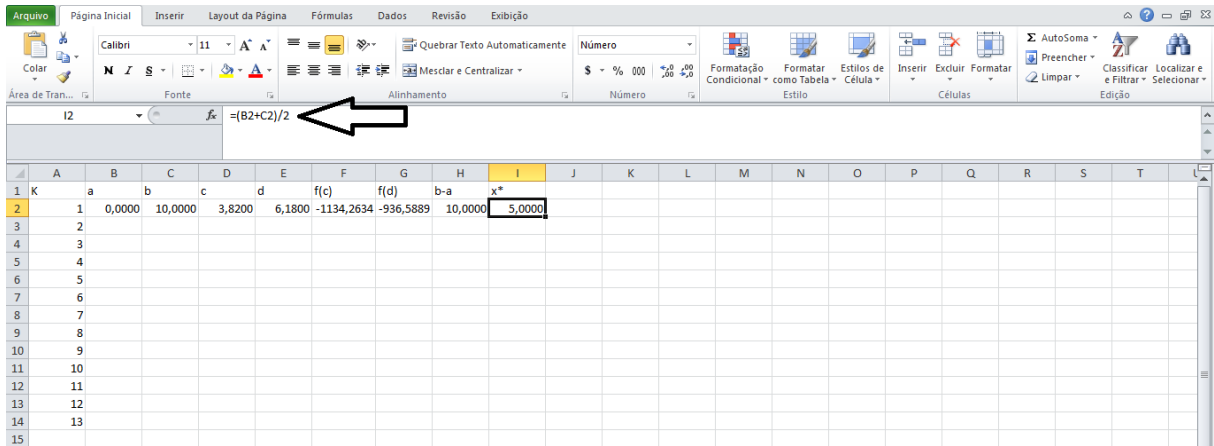 Arquivo Página Inicial Inserir Layout da Página Fórmulas Dados Revisão Exibição
Calibri 11 A A Quebrar Texto Automaticamente Número Σ AutoSoma
Colar N I S A Mesclar e Centralizar $ % 000 ,00 ,0 Formatação Condicional Formatar como Tabela Estilos de Célula Inserir Excluir Formatar Preencher Limpar Classificar e Filtrar Localizar e Selecionar
Área de Tran... Fonte Alinhamento Número Estilo Células Edição
I2 fx =(B2+C2)/2
A B C D E F G H I J K L M N O P Q R S T U
1 K a b c d f(c) f(d) b-a x*
2 1 0,0000 10,0000 3,8200 6,1800 -1134,2634 -936,5889 10,0000 5,0000
3 2
4 3
5 4
6 5
7 6
8 7
9 8
10 9
11 10
12 11
13 12
14 13
15